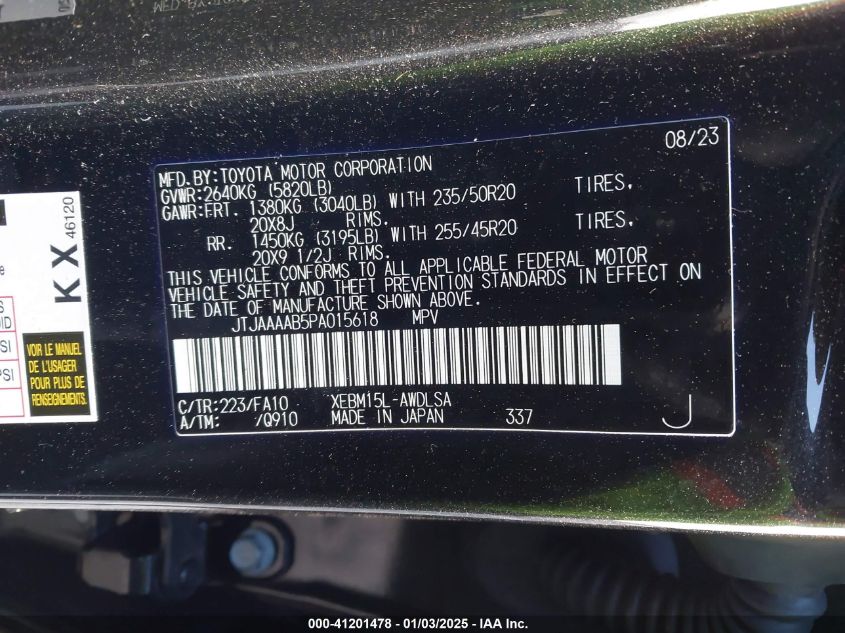 08/23
MFD.BY:TOYOTA MOTOR CORPORATION
GVWR:2640KG (5820LB)
GAWR:FRT. 1380KG (3040LB) WITH 235/50R20 TIRES,
20X8J RIMS.
RR. 1450KG (3195LB) WITH 255/45R20 TIRES,
20X9 1/2J RIMS.
THIS VEHICLE CONFORMS TO ALL APPLICABLE FEDERAL MOTOR
VEHICLE SAFETY AND THEFT PREVENTION STANDARDS IN EFFECT ON
THE DATE OF MANUFACTURE SHOWN ABOVE.
JTJAAAAB5PA015618 MPV
C/TR:223/FA10 XEBM15L-AWDLSA
A/TM: /Q910 MADE IN JAPAN 337 J
KX
46120
VOIR LE MANUEL
DE L'USAGER
POUR PLUS DE
RENSEIGNEMENTS.
000-41201478 - 01/03/2025 - IAA Inc.